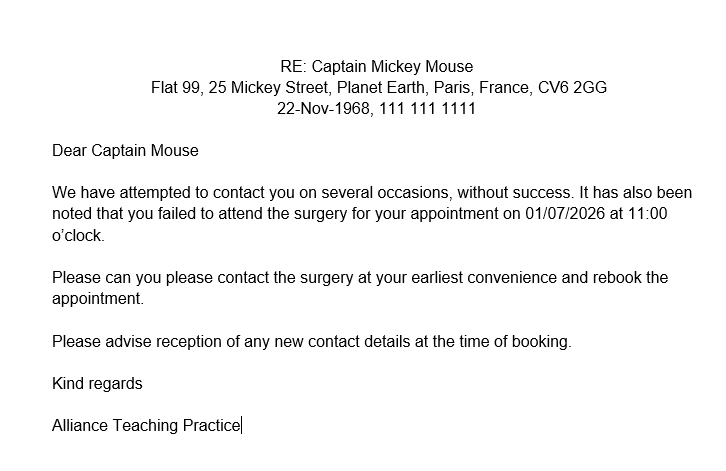 RE: Captain Mickey Mouse
Flat 99, 25 Mickey Street, Planet Earth, Paris, France, CV6 2GG
22-Nov-1968, 111 111 1111
Dear Captain Mouse
We have attempted to contact you on several occasions, without success. It has also been
noted that you failed to attend the surgery for your appointment on 01/07/2026 at 11:00
o’clock.
Please can you please contact the surgery at your earliest convenience and rebook the
appointment.
Please advise reception of any new contact details at the time of booking.
Kind regards
Alliance Teaching Practice